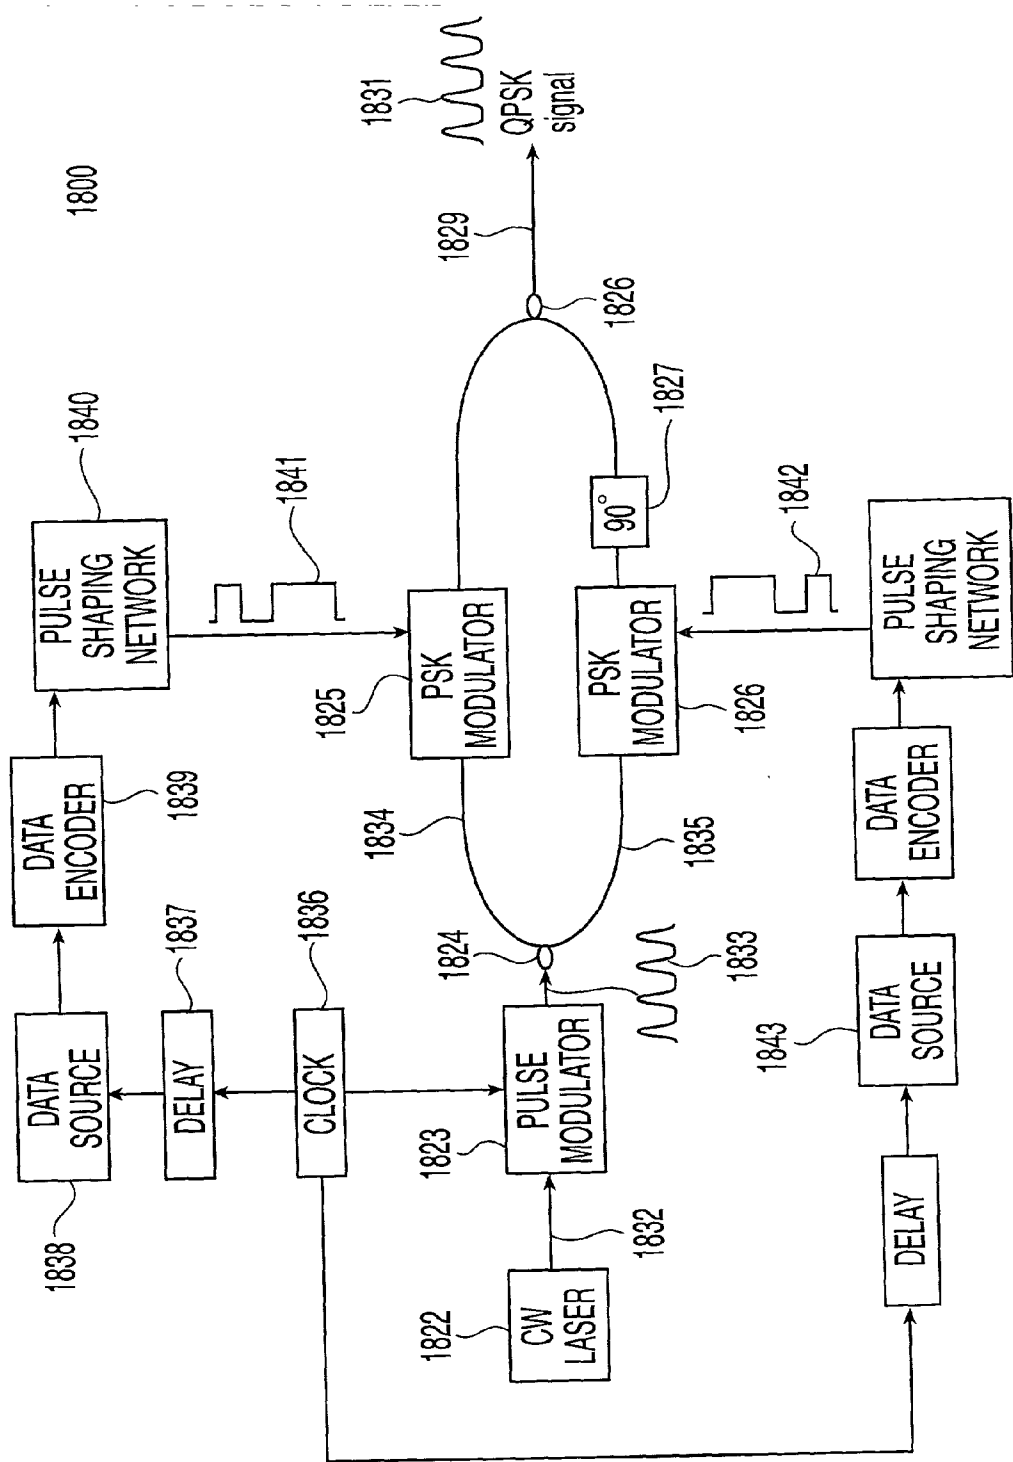 1800
DATA
SOURCE
1838
DATA
ENCODER
1839
PULSE
SHAPING
NETWORK
1840
DELAY
1837
1841
CLOCK
1836
CW
LASER
1822
1832
PULSE
MODULATOR
1823
1833
1824
1834
1835
PSK
MODULATOR
1825
PSK
MODULATOR
1826
90°
1827
1826
1829
1831
QPSK
signal
1842
DELAY
DATA
SOURCE
1843
DATA
ENCODER
PULSE
SHAPING
NETWORK